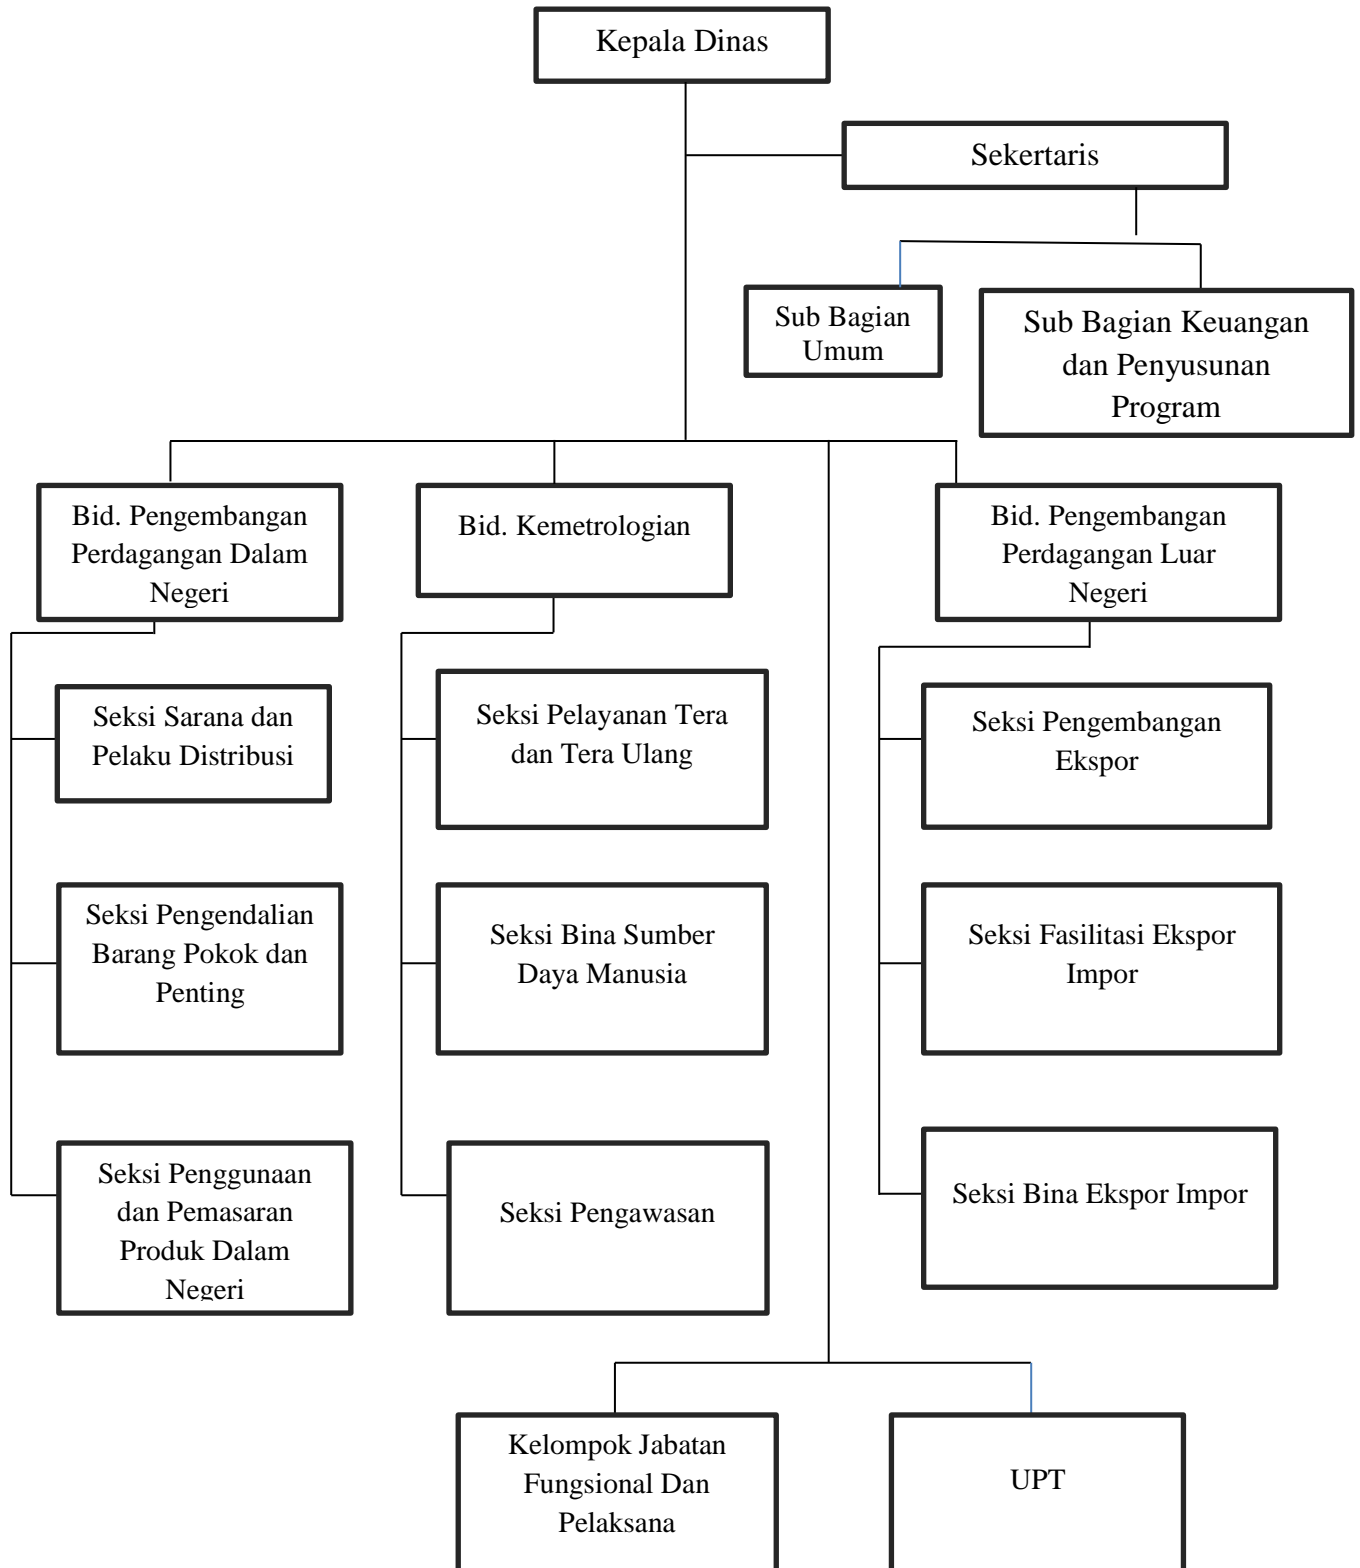 Kepala Dinas
Sekertaris
Sub Bagian
Umum
Sub Bagian Keuangan
dan Penyusunan
Program
Bid. Pengembangan
Perdagangan Dalam
Negeri
Bid. Kemetrologian
Bid. Pengembangan
Perdagangan Luar
Negeri
Seksi Sarana dan
Pelaku Distribusi
Seksi Pelayanan Tera
dan Tera Ulang
Seksi Pengembangan
Ekspor
Seksi Pengendalian
Barang Pokok dan
Penting
Seksi Bina Sumber
Daya Manusia
Seksi Fasilitasi Ekspor
Impor
Seksi Penggunaan
dan Pemasaran
Produk Dalam
Negeri
Seksi Pengawasan
Seksi Bina Ekspor Impor
Kelompok Jabatan
Fungsional Dan
Pelaksana
UPT